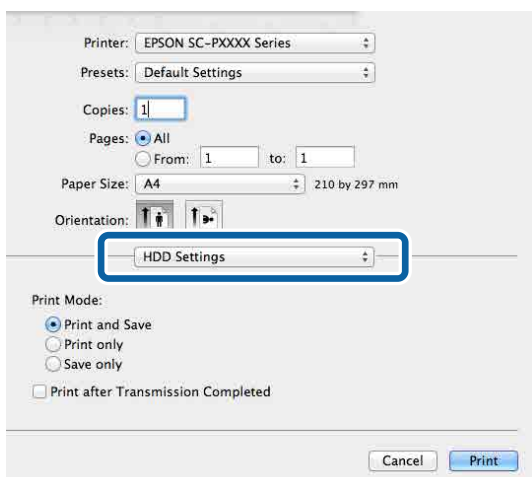 Printer: EPSON SC-PXXXX Series
Presets: Default Settings
Copies: 1
Pages: All
From: 1 to: 1
Paper Size: A4 210 by 297 mm
Orientation:
HDD Settings
Print Mode:
Print and Save
Print only
Save only
Print after Transmission Completed
Cancel Print